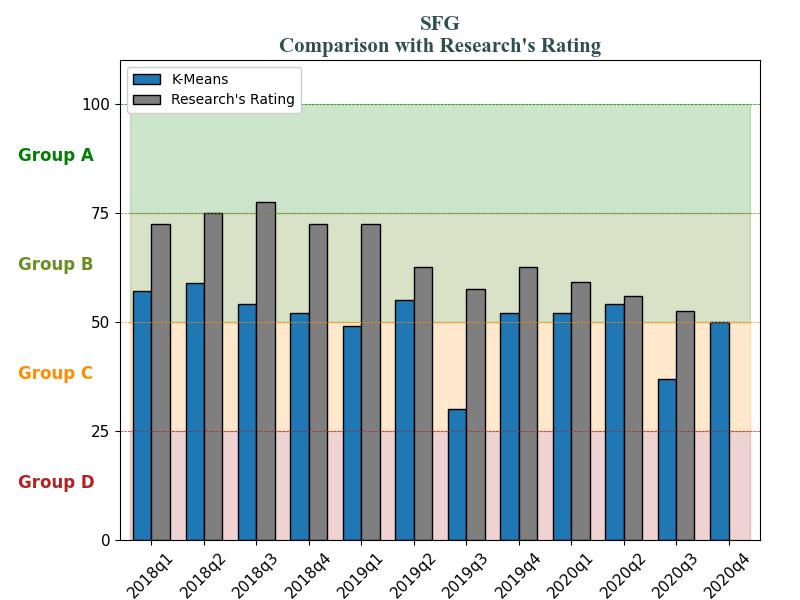 SFG
Comparison with Research's Rating
K-Means
Research's Rating
100
Group A
75
Group B
50
Group C
25
Group D
0
2018q1
2018q2
2018q3
2018q4
2019q1
2019q2
2019q3
2019q4
2020q1
2020q2
2020q3
2020q4